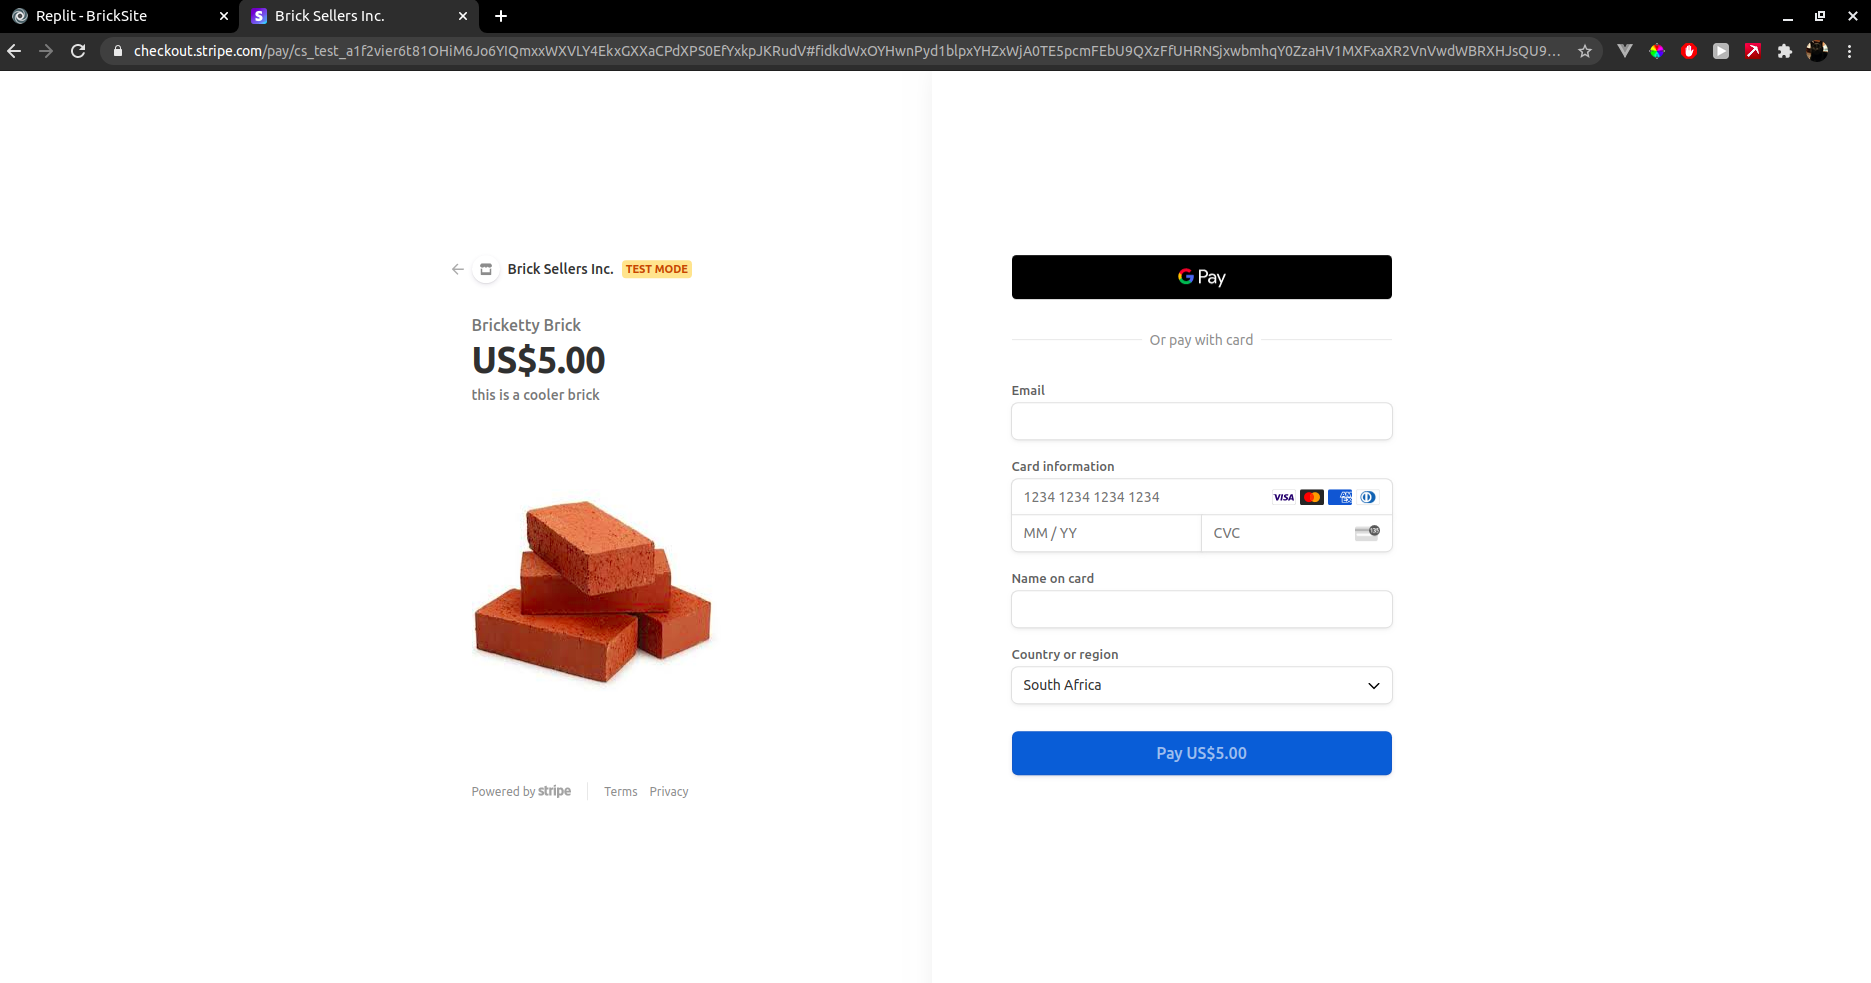 Replit - BrickSite
Brick Sellers Inc.
checkout.stripe.com/pay/cs_test_a1f2vier6t81OHiM6Jo6YIQmxxWXVLY4EkxGXXaCPdXPS0EfYxkpJKRudV#fidkdWxOYHwnPyd1blpxYHZxWjA0TE5pcmFEbU9QXzFfUHRNSjxwbmhqY0ZzaHV1MXFxaXR2VnVwdWBRXHJsQU9...
Brick Sellers Inc. TEST MODE
Bricketty Brick
US$5.00
this is a cooler brick
Powered by stripe
Terms Privacy
G Pay
Or pay with card
Email
Card information
1234 1234 1234 1234
VISA
MM / YY
CVC
Name on card
Country or region
South Africa
Pay US$5.00